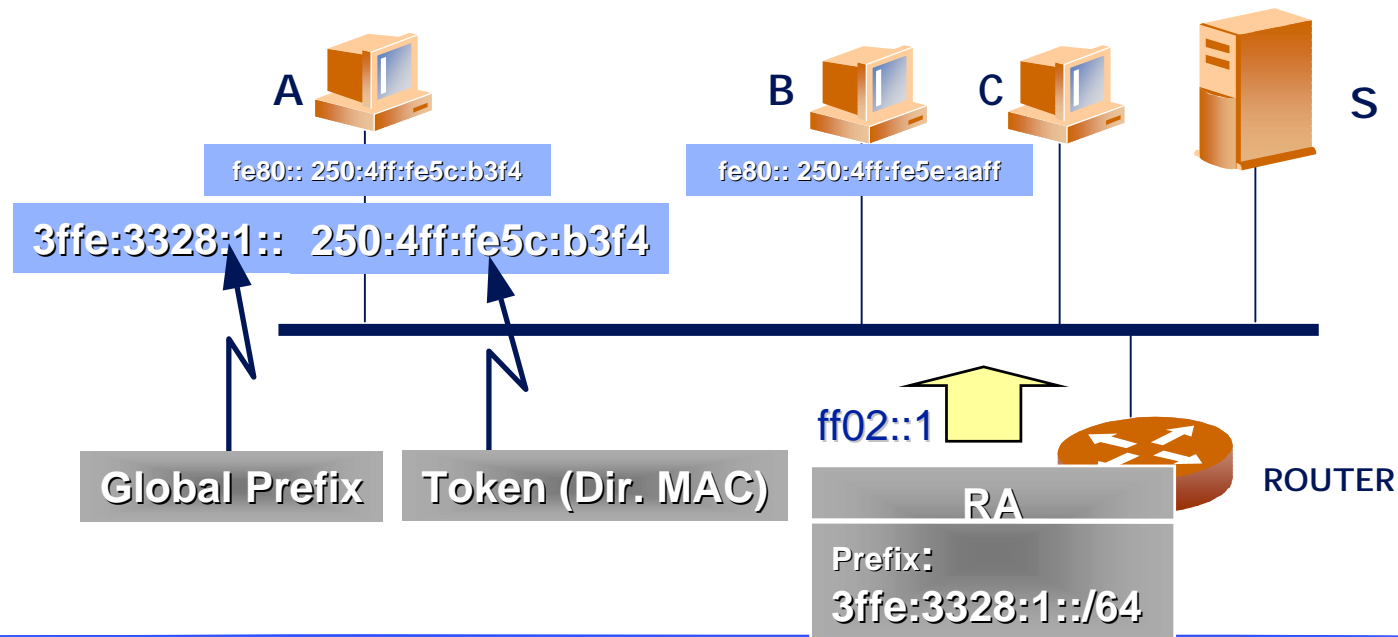 A
B
C
S
fe80:: 250:4ff:fe5c:b3f4
fe80:: 250:4ff:fe5e:aaff
3ffe:3328:1:: 250:4ff:fe5c:b3f4
ff02::1
Global Prefix
Token (Dir. MAC)
ROUTER
RA
Prefix:
3ffe:3328:1::/64